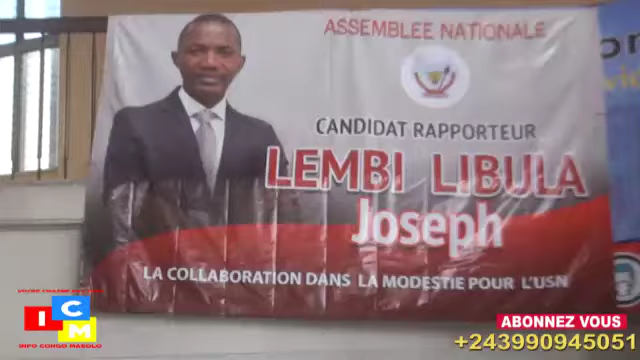 ASSEMBLEE NATIONALE
CANDIDAT RAPPORTEUR
LEMBI LIBULA
Joseph
LA COLLABORATION DANS LA MODESTIE POUR L'USN
ICM
INFO CONGO MABOLO
ABONNEZ VOUS
+243990945051